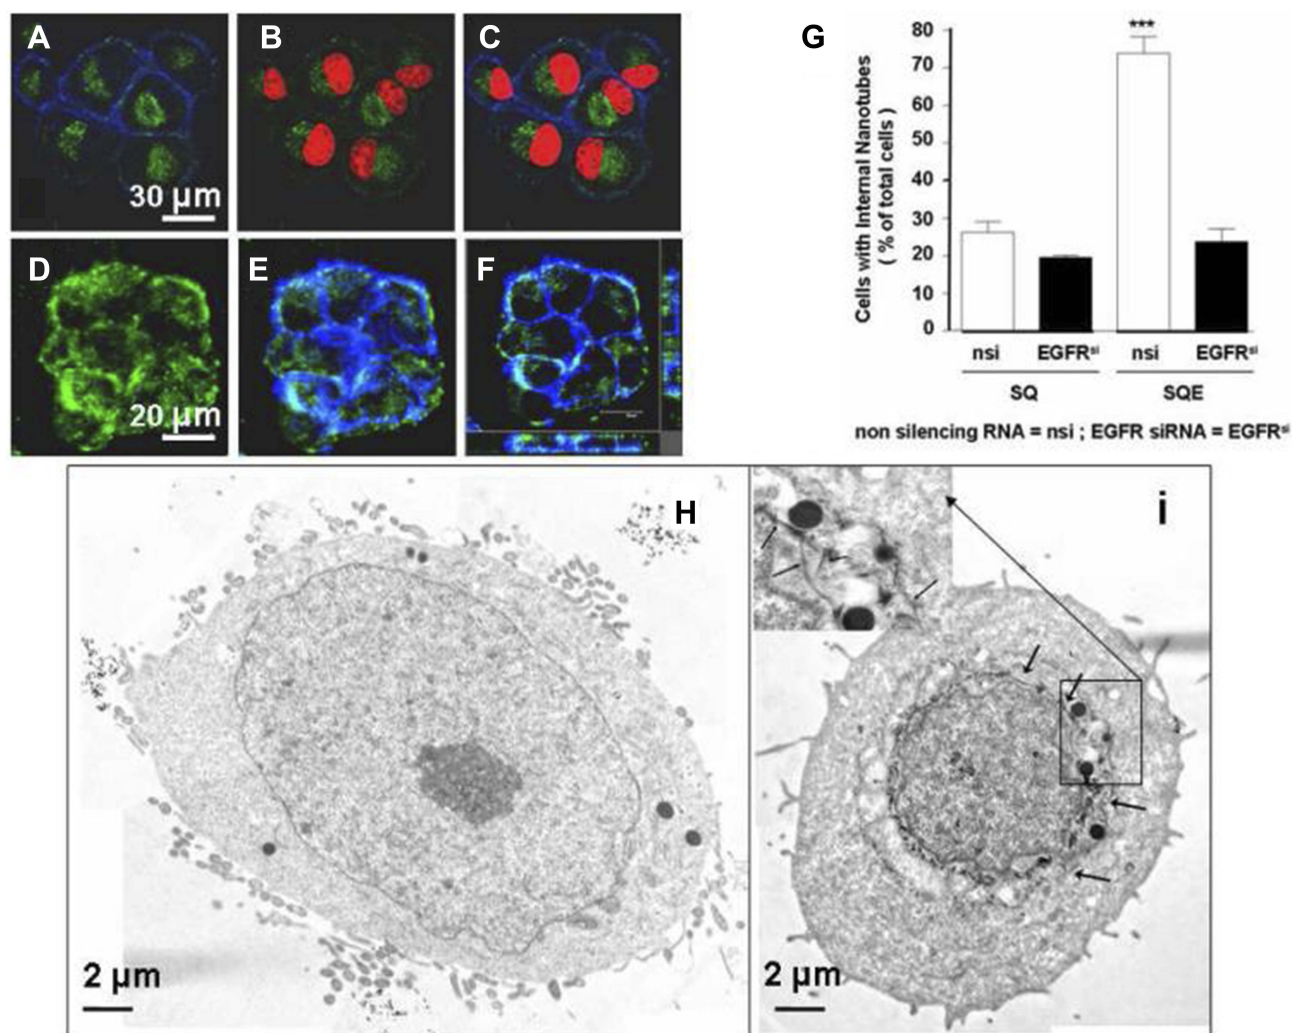 A
B
C
30 µm
D
E
F
20 µm
G
Cells with Internal Nanotubes
( % of total cells )
80
70
60
50
40
30
20
10
0
***
nsi EGFRsi nsi EGFRsi
SQ SQE
non silencing RNA = nsi ; EGFR siRNA = EGFRsi
H
2 µm
i
2 µm